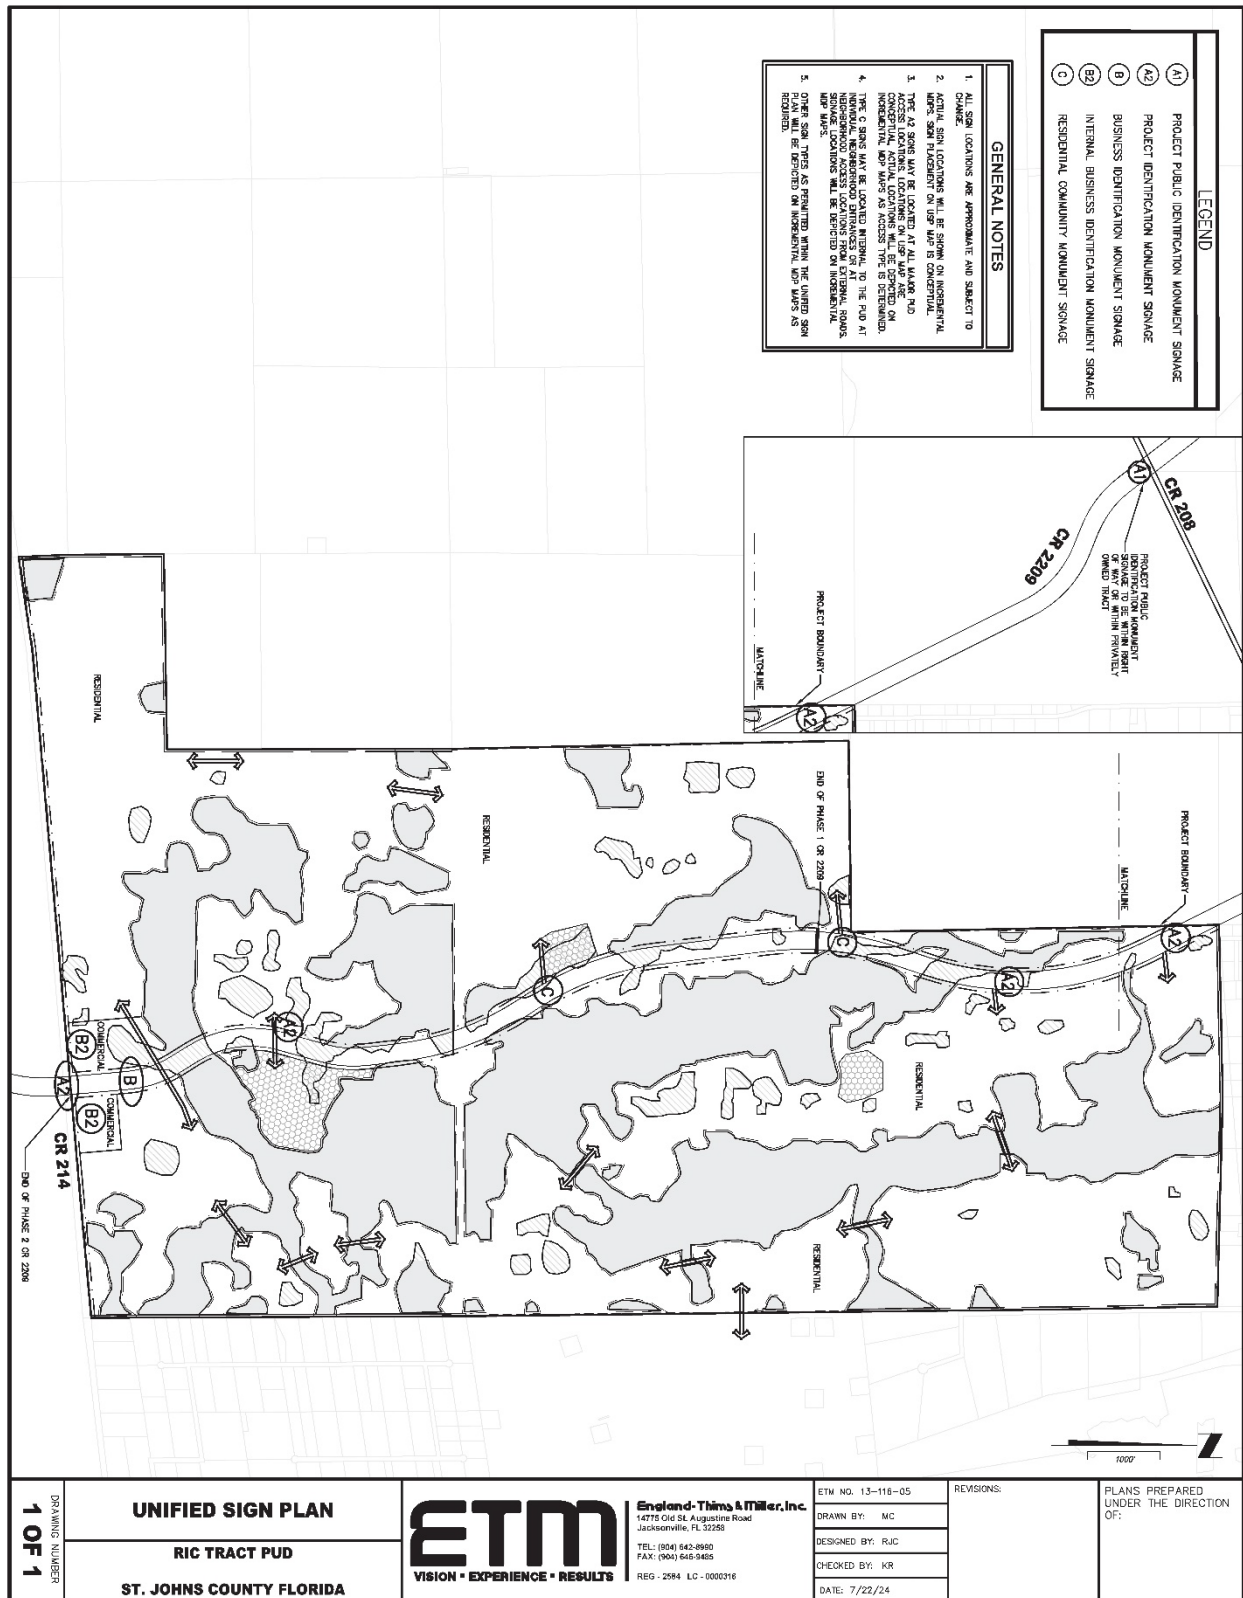 LEGEND
A1 PROJECT PUBLIC IDENTIFICATION MONUMENT SIGNAGE
A2 PROJECT IDENTIFICATION MONUMENT SIGNAGE
B BUSINESS IDENTIFICATION MONUMENT SIGNAGE
B2 INTERNAL BUSINESS IDENTIFICATION MONUMENT SIGNAGE
C RESIDENTIAL COMMUNITY MONUMENT SIGNAGE
GENERAL NOTES
1. ALL SIGN LOCATIONS ARE APPROXIMATE AND SUBJECT TO
CHANGE.
2. ACTUAL SIGN LOCATIONS WILL BE SHOWN ON INCREMENTAL
MDPS. SIGN PLACEMENT ON USP MAP IS CONCEPTUAL.
3. TYPE A2 SIGNS MAY BE LOCATED AT ALL MAJOR PUD
ACCESS LOCATIONS. LOCATIONS ON USP MAP ARE
CONCEPTUAL. ACTUAL LOCATIONS WILL BE DEPICTED ON
INCREMENTAL MDP MAPS AS ACCESS TYPE IS DETERMINED.
4. TYPE C SIGNS MAY BE LOCATED INTERNAL TO THE PUD AT
INDIVIDUAL NEIGHBORHOOD ENTRANCES OR AT
NEIGHBORHOOD ACCESS LOCATIONS FROM EXTERNAL ROADS.
SIGNAGE LOCATIONS WILL BE DEPICTED ON INCREMENTAL
MDP MAPS.
5. OTHER SIGN TYPES AS PERMITTED WITHIN THE UNIFIED SIGN
PLAN WILL BE DEPICTED ON INCREMENTAL MDP MAPS AS
REQUIRED.
A1
CR 208
CR 2209
PROJECT PUBLIC
IDENTIFICATION MONUMENT
SIGNAGE TO BE WITHIN RIGHT
OF WAY OR WITHIN PRIVATELY
OWNED TRACT
PROJECT BOUNDARY
MATCHLINE
A2
PROJECT BOUNDARY
MATCHLINE
A2
A2
END OF PHASE 1 CR 2209
C
RESIDENTIAL
RESIDENTIAL
RESIDENTIAL
RESIDENTIAL
C
A2
COMMERCIAL
B2
B
COMMERCIAL
B2
A2
CR 214
END OF PHASE 2 CR 2209
1000'
DRAWING NUMBER
1 OF 1
UNIFIED SIGN PLAN
RIC TRACT PUD
ST. JOHNS COUNTY FLORIDA
ETM
VISION • EXPERIENCE • RESULTS
England-Thims & Miller, Inc.
14775 Old St. Augustine Road
Jacksonville, FL 32258
TEL: (904) 642-8990
FAX: (904) 646-9485
REG - 2584 LC - 0000316
ETM NO. 13-116-05
DRAWN BY: MC
DESIGNED BY: RJC
CHECKED BY: KR
DATE: 7/22/24
REVISIONS:
PLANS PREPARED
UNDER THE DIRECTION
OF: